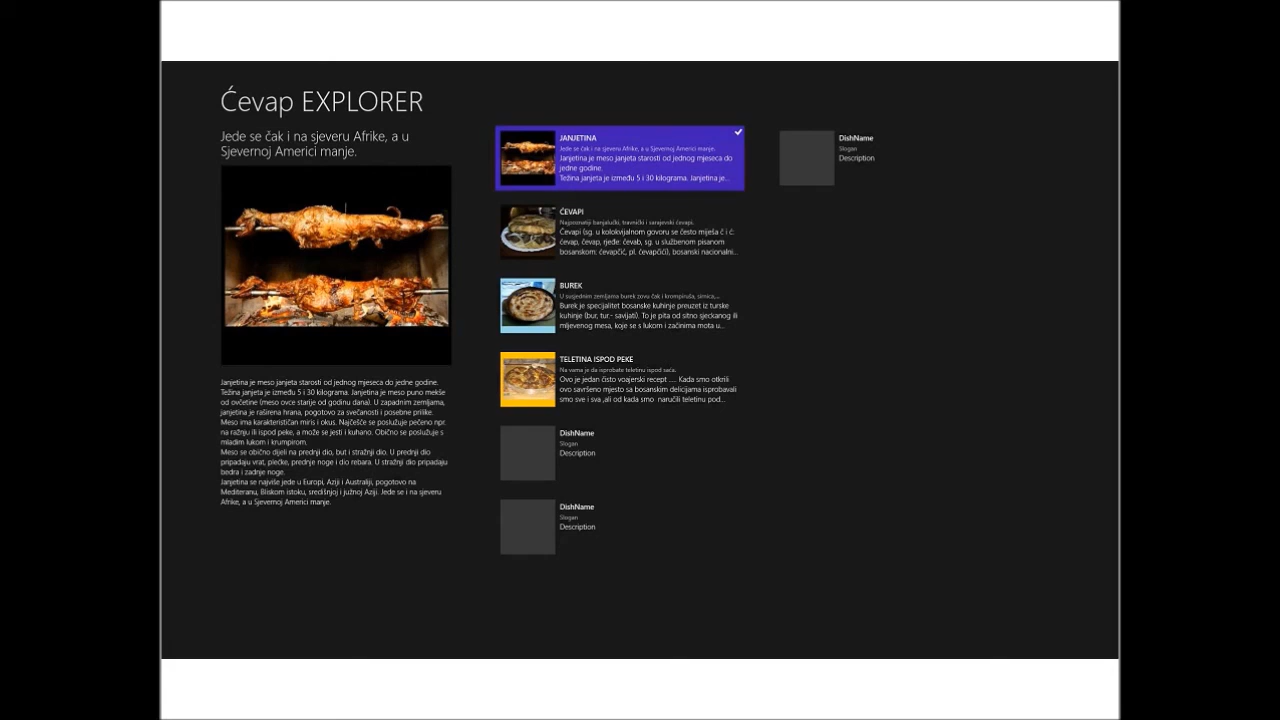 Ćevap EXPLORER
Jede se čak i na sjeveru Afrike, a u
Sjevernoj Americi manje.
Janjetina je meso janjeta starosti od jednog mjeseca do jedne godine.
Težina janjeta je između 5 i 30 kilograma. Janjetina je meso puno mekše
od ovčetine (meso ovce starije od godinu dana). U zapadnim zemljama,
janjetina je raširena hrana, pogotovo za svečanosti i posebne prilike.
Meso ima karakterističan miris i okus. Najčešće se poslužuje pečeno npr.
na ražnju ili ispod peke, a može se jesti i kuhano. Obično se poslužuje s
mladim lukom i krumpirom.
Meso se obično dijeli na prednji dio, but i stražnji dio. U prednji dio
pripadaju vrat, plećke, prednje noge i dio rebara. U stražnji dio pripadaju
bedra i zadnje noge.
Janjetina se najviše jede u Europi, Aziji i Australiji, pogotovo na
Mediteranu, Bliskom istoku, središnjoj i južnoj Aziji. Jede se i na sjeveru
Afrike, a u Sjevernoj Americi manje.
JANJETINA
Jede se čak i na sjeveru Afrike, a u Sjevernoj Americi manje.
Janjetina je meso janjeta starosti od jednog mjeseca do
jedne godine.
Težina janjeta je između 5 i 30 kilograma. Janjetina je...
ĆEVAPI
Najpoznatiji banjalučki, travnički i sarajevski ćevapi.
Ćevapi (sg. u kolokvijalnom govoru se često miješa č i ć:
ćevap, čevap, rjeđe: ćevab, sg. u službenom pisanom
bosanskom: ćevapčić, pl. ćevapčići), bosanski nacionalni...
BUREK
U susjednim zemljama burek zovu čak i krompiruša, sirnica,...
Burek je specijalitet bosanske kuhinje preuzet iz turske
kuhinje (bur, tur.- savijati). To je pita od sitno sjeckanog ili
mljevenog mesa, koje se s lukom i začinima mota u...
TELETINA ISPOD PEKE
Na vama je da isprobate teletinu ispod sača.
Ovo je jedan čisto voajerski recept .... Kada smo otkrili
ovo savršeno mjesto sa bosanskim delicijama isprobavali
smo sve i sva ,ali od kada smo naručili teletinu pod...
DishName
Slogan
Description
DishName
Slogan
Description
DishName
Slogan
Description